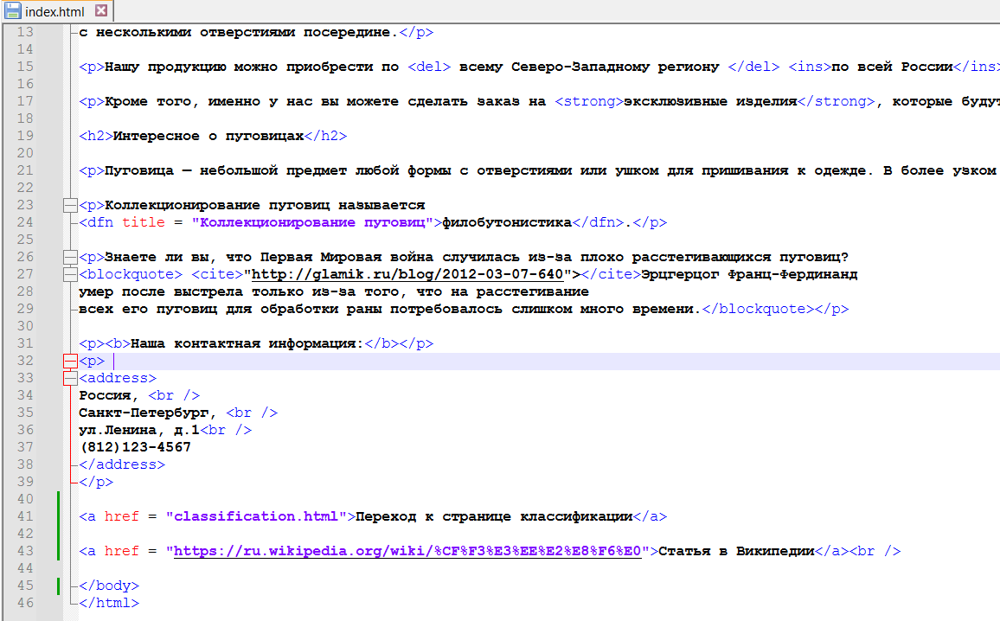 index.html
13 с несколькими отверстиями посередине.</p>
14
15 <p>Нашу продукцию можно приобрести по <del> всему Северо-Западному региону </del> <ins>по всей России</ins>
16
17 <p>Кроме того, именно у нас вы можете сделать заказ на <strong>эксклюзивные изделия</strong>, которые будут
18
19 <h2>Интересное о пуговицах</h2>
20
21 <p>Пуговица — небольшой предмет любой формы с отверстиями или ушком для пришивания к одежде. В более узком
22
23 <p>Коллекционирование пуговиц называется
24 <dfn title = "Коллекционирование пуговиц">филобутонистика</dfn>.</p>
25
26 <p>Знаете ли вы, что Первая Мировая война случилась из-за плохо расстегивающихся пуговиц?
27 <blockquote> <cite>"http://glamik.ru/blog/2012-03-07-640"></cite>Эрцгерцог Франц-Фердинанд
28 умер после выстрела только из-за того, что на расстегивание
29 всех его пуговиц для обработки раны потребовалось слишком много времени.</blockquote></p>
30
31 <p><b>Наша контактная информация:</b></p>
32 <p>
33 <address>
34 Россия, <br />
35 Санкт-Петербург, <br />
36 ул.Ленина, д.1<br />
37 (812)123-4567
38 </address>
39 </p>
40
41 <a href = "classification.html">Переход к странице классификации</a>
42
43 <a href = "https://ru.wikipedia.org/wiki/%CF%F3%E3%EE%E2%E8%F6%E0">Статья в Википедии</a><br />
44
45 </body>
46 </html>